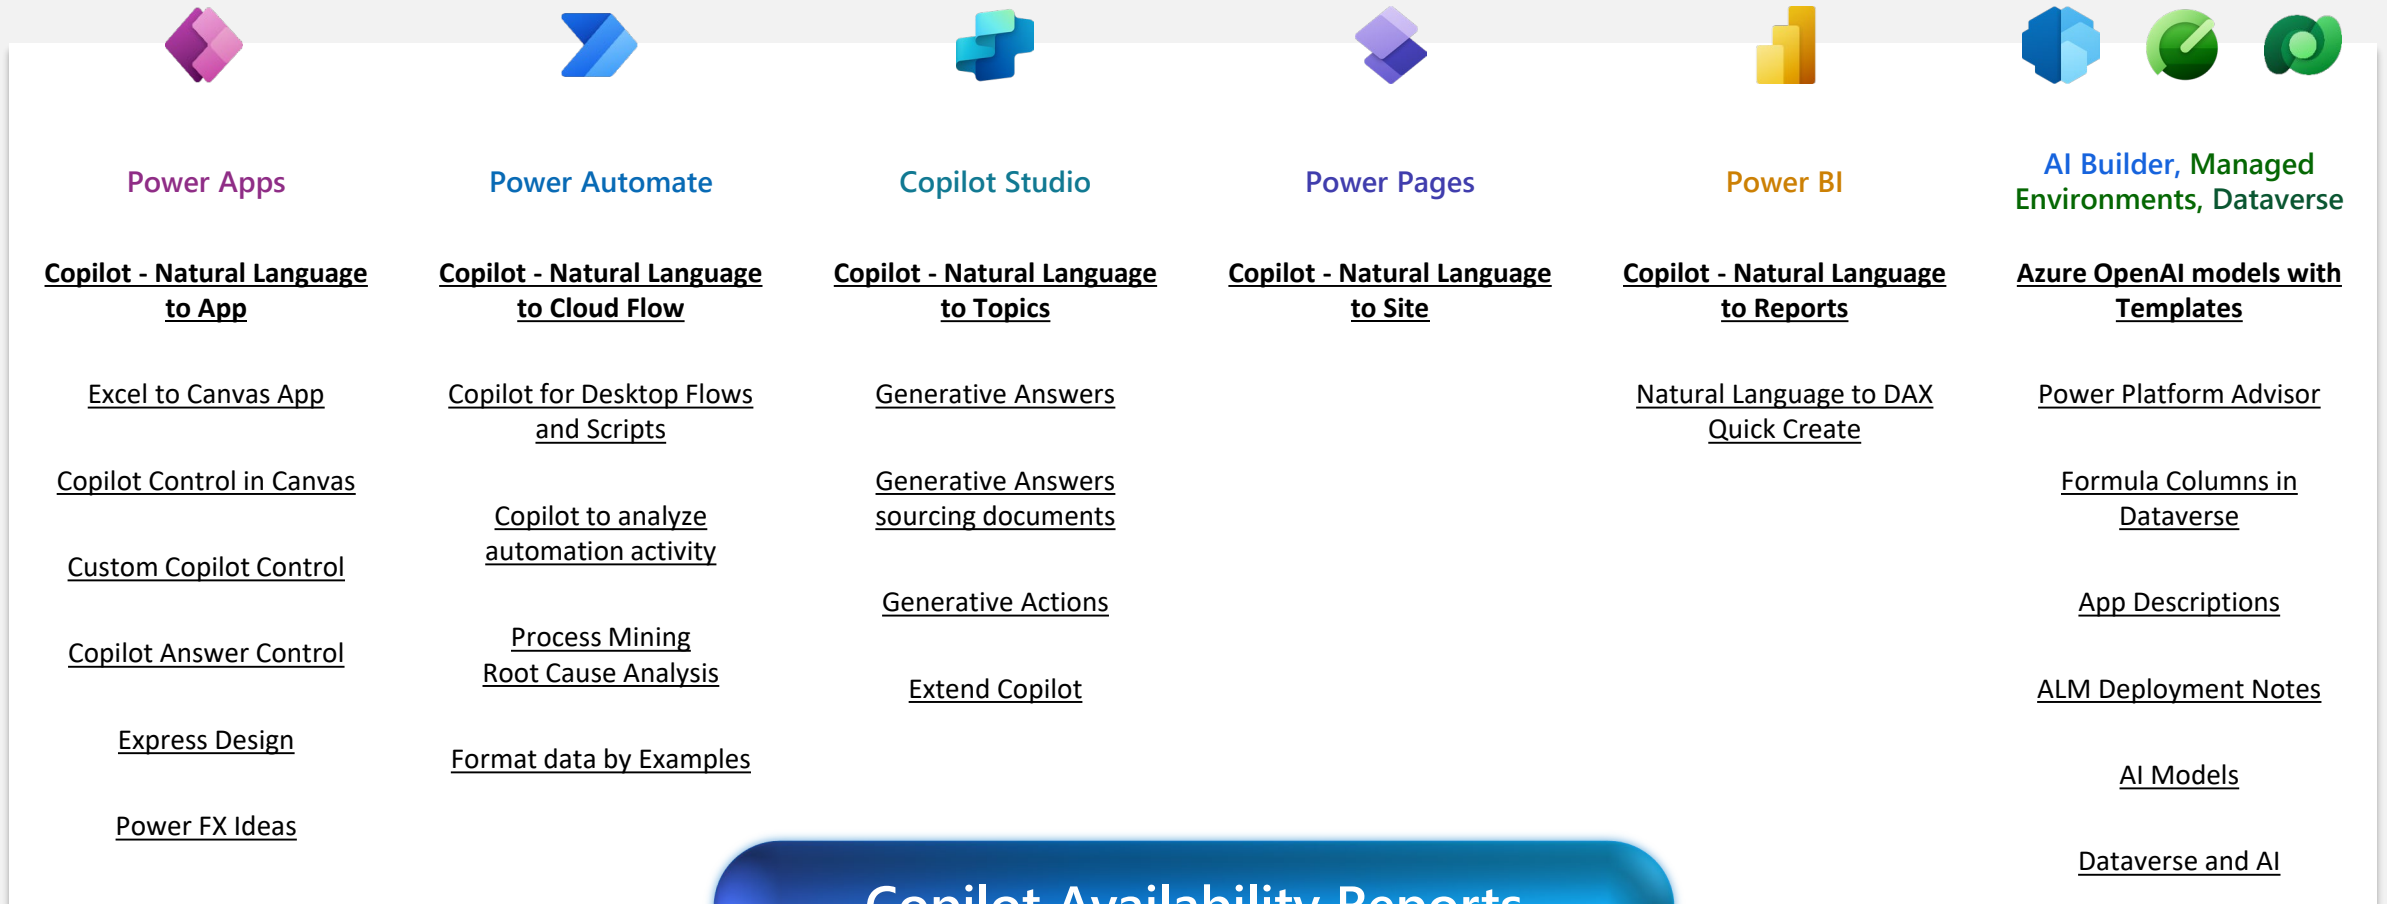 Power Apps
Copilot - Natural Language
to App
Excel to Canvas App
Copilot Control in Canvas
Custom Copilot Control
Copilot Answer Control
Express Design
Power FX Ideas
Power Automate
Copilot - Natural Language
to Cloud Flow
Copilot for Desktop Flows
and Scripts
Copilot to analyze
automation activity
Process Mining
Root Cause Analysis
Format data by Examples
Copilot Studio
Copilot - Natural Language
to Topics
Generative Answers
Generative Answers
sourcing documents
Generative Actions
Extend Copilot
Power Pages
Copilot - Natural Language
to Site
Power BI
Copilot - Natural Language
to Reports
Natural Language to DAX
Quick Create
AI Builder, Managed
Environments, Dataverse
Azure OpenAI models with
Templates
Power Platform Advisor
Formula Columns in
Dataverse
App Descriptions
ALM Deployment Notes
AI Models
Dataverse and AI
Copilot Availability Reports